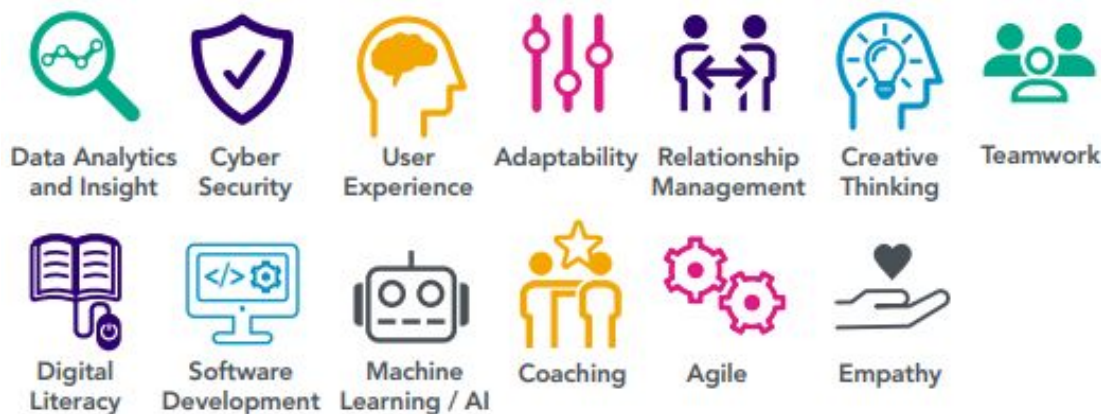 Data Analytics
and Insight
Cyber
Security
User
Experience
Adaptability
Relationship
Management
Creative
Thinking
Teamwork
</>
Digital
Literacy
Software
Development
Machine
Learning / AI
Coaching
Agile
Empathy